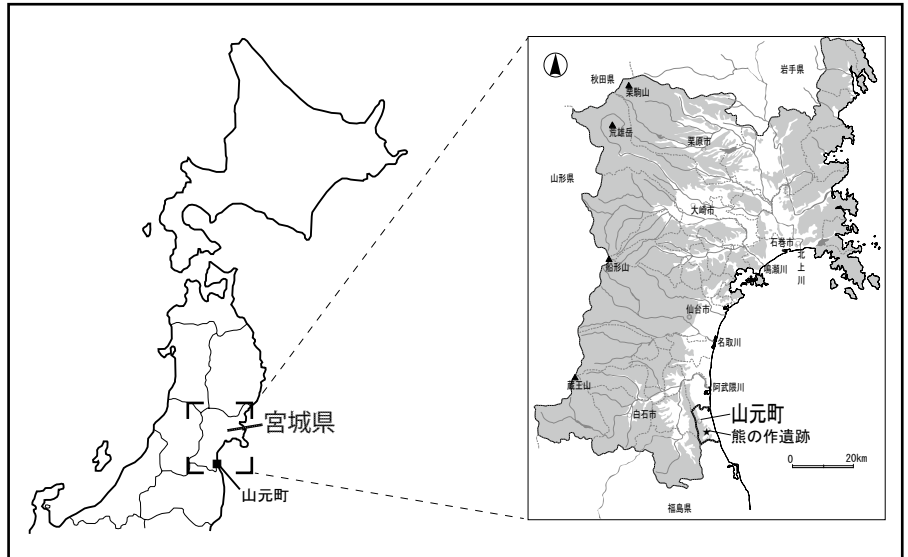 宮城県
山元町
秋田県
岩手県
栗駒山
荒雄岳
栗原市
山形県
大崎市
石巻市
北上川
鳴瀬川
船形山
仙台市
名取川
蔵王山
阿武隈川
白石市
山元町
熊の作遺跡
0 20km
福島県